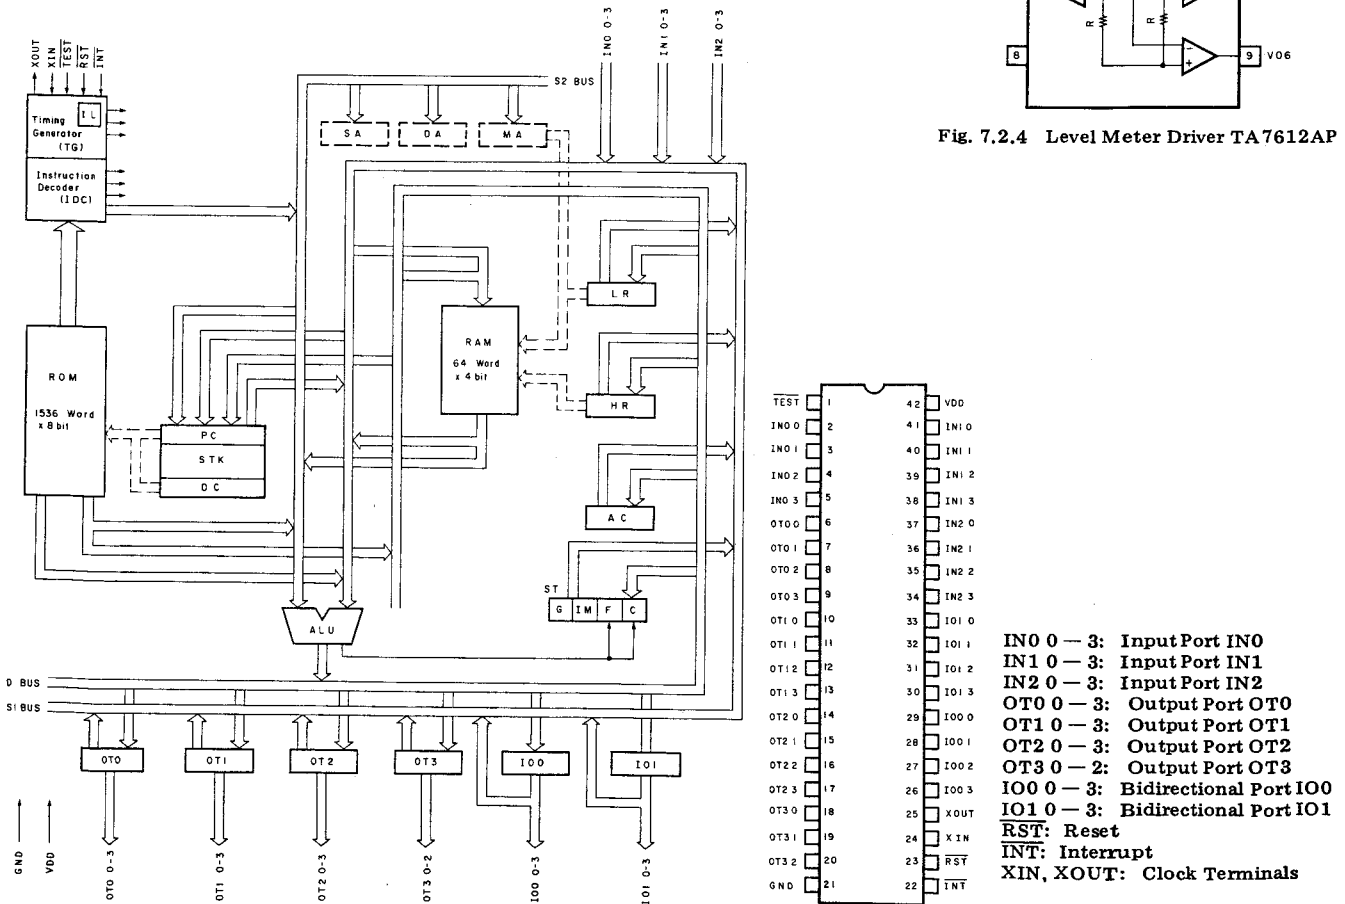 XOUT
XIN
TEST
RST
INT
Timing
Generator
(TG)
IL
Instruction
Decoder
(IDC)
ROM
1536 Word
x 8 bit
PC
STK
DC
S2 BUS
SA
DA
MA
IN0 0-3
IN1 0-3
IN2 0-3
RAM
64 Word
x 4 bit
LR
HR
AC
ST
G
IM
F
C
ALU
D BUS
S1 BUS
OT0
OT1
OT2
OT3
IO0
IO1
GND
VDD
OT0 0-3
OT1 0-3
OT2 0-3
OT3 0-2
IO0 0-3
IO1 0-3
R
R
-
+
8
9 VO6
Fig. 7.2.4 Level Meter Driver TA7612AP
TEST 1 42 VDD
IN0 0 2 41 IN1 0
IN0 1 3 40 IN1 1
IN0 2 4 39 IN1 2
IN0 3 5 38 IN1 3
OT0 0 6 37 IN2 0
OT0 1 7 36 IN2 1
OT0 2 8 35 IN2 2
OT0 3 9 34 IN2 3
OT1 0 10 33 IO1 0
OT1 1 11 32 IO1 1
OT1 2 12 31 IO1 2
OT1 3 13 30 IO1 3
OT2 0 14 29 IO0 0
OT2 1 15 28 IO0 1
OT2 2 16 27 IO0 2
OT2 3 17 26 IO0 3
OT3 0 18 25 XOUT
OT3 1 19 24 XIN
OT3 2 20 23 RST
GND 21 22 INT
IN0 0 — 3: Input Port IN0
IN1 0 — 3: Input Port IN1
IN2 0 — 3: Input Port IN2
OT0 0 — 3: Output Port OT0
OT1 0 — 3: Output Port OT1
OT2 0 — 3: Output Port OT2
OT3 0 — 2: Output Port OT3
IO0 0 — 3: Bidirectional Port IO0
IO1 0 — 3: Bidirectional Port IO1
RST: Reset
INT: Interrupt
XIN, XOUT: Clock Terminals